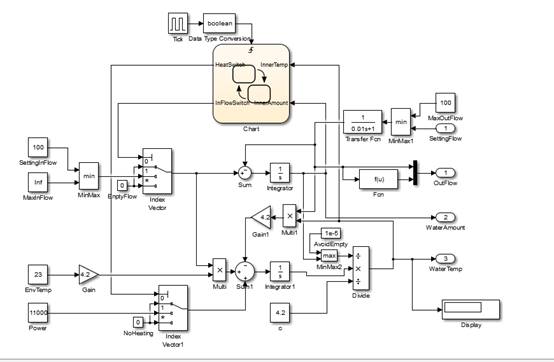 boolean
Tick
Data Type Conversion
HeatSwitch
InnerTemp
InFlowSwitch
InnerAmount
Chart
100
MaxOutFlow
1
0.01s+1
Transfer Fcn
min
MinMax1
1
SettingFlow
100
SettingInFlow
Inf
MaxInFlow
min
MinMax
0
EmptyFlow
0
1
*
Index
Vector
Sum
1
s
Integrator
f(u)
Fcn
1
OutFlow
4.2
Gain1
Multi1
2
WaterAmount
1e-6
AvoidEmpty
max
MinMax2
3
WaterTemp
23
EnvTemp
4.2
Gain
Multi
Sum1
1
s
Integrator1
Divide
11000
Power
0
NoHeating
0
1
*
Index
Vector1
4.2
c
Display